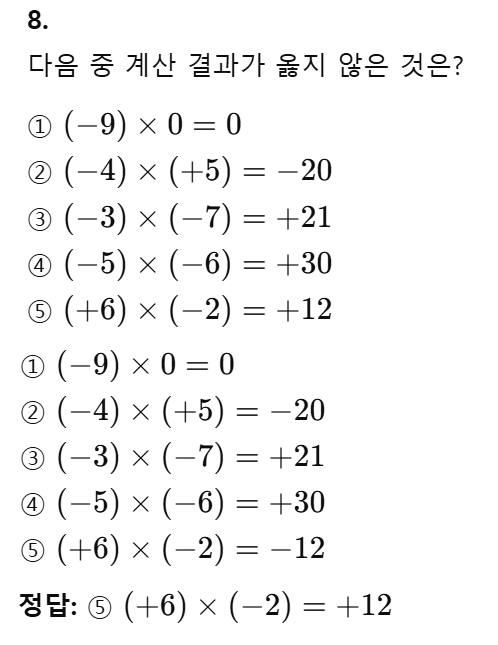 8.
다음 중 계산 결과가 옳지 않은 것은?
① (−9) × 0 = 0
② (−4) × (+5) = −20
③ (−3) × (−7) = +21
④ (−5) × (−6) = +30
⑤ (+6) × (−2) = +12
① (−9) × 0 = 0
② (−4) × (+5) = −20
③ (−3) × (−7) = +21
④ (−5) × (−6) = +30
⑤ (+6) × (−2) = −12
정답: ⑤ (+6) × (−2) = +12